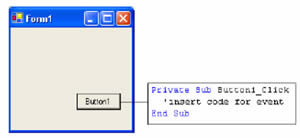 Form1
Button1
Private Sub Button1_Click
'insert code for event
End Sub